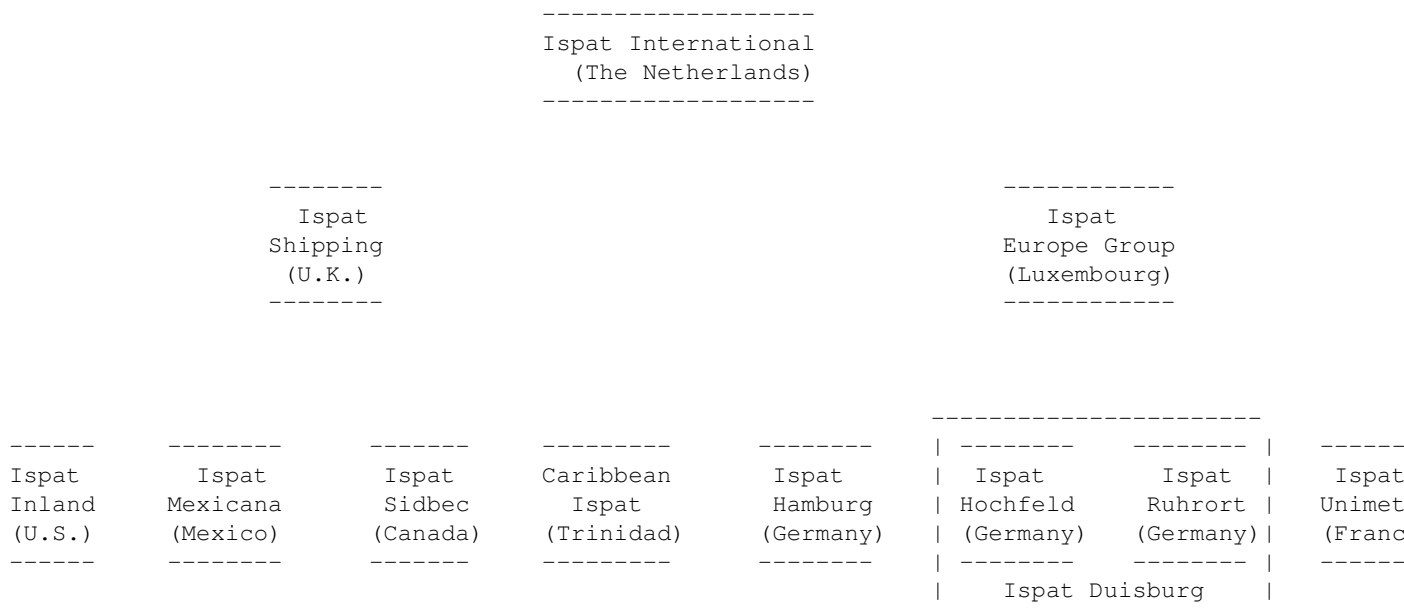 Ispat International
(The Netherlands)
Ispat Ispat
Shipping Europe Group
(U.K.) (Luxembourg)
Ispat Ispat Ispat Caribbean Ispat | Ispat Ispat | Ispat
Inland Mexicana Sidbec Ispat Hamburg | Hochfeld Ruhrort | Unimet
(U.S.) (Mexico) (Canada) (Trinidad) (Germany) | (Germany) (Germany)| (Franc
| Ispat Duisburg |